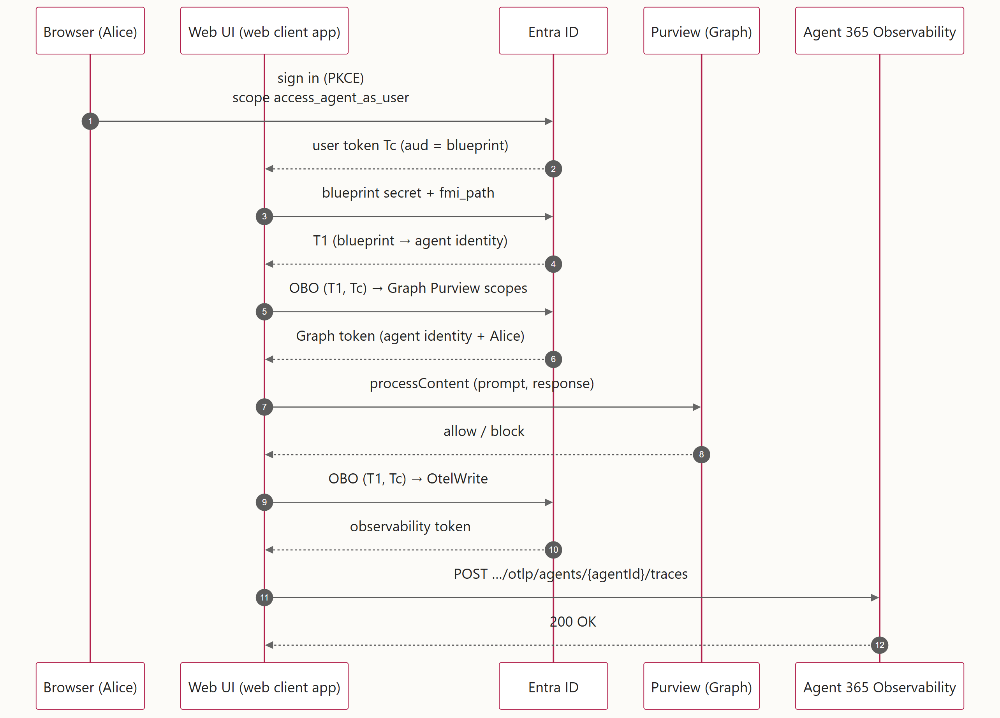 Browser (Alice)
Web UI (web client app)
Entra ID
Purview (Graph)
Agent 365 Observability
sign in (PKCE)
scope access_agent_as_user
1
user token Tc (aud = blueprint)
2
blueprint secret + fmi_path
3
T1 (blueprint → agent identity)
4
OBO (T1, Tc) → Graph Purview scopes
5
Graph token (agent identity + Alice)
6
processContent (prompt, response)
7
allow / block
8
OBO (T1, Tc) → OtelWrite
9
observability token
10
POST …/otlp/agents/{agentId}/traces
11
200 OK
12
Browser (Alice)
Web UI (web client app)
Entra ID
Purview (Graph)
Agent 365 Observability